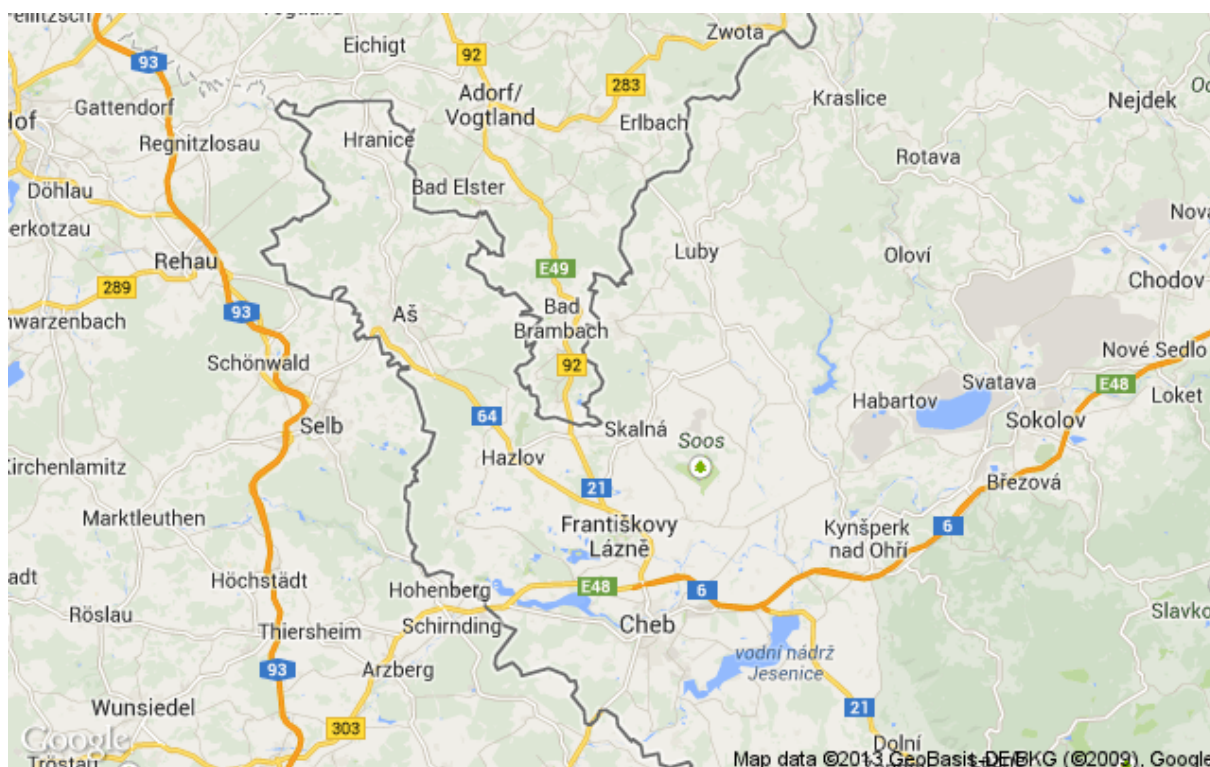 Vogtland
Zwota
Eichigt
92
93
283
Adorf/
Vogtland
Gattendorf
Kraslice
Nejdek
Hof
Erlbach
Regnitzlosau
Hranice
Rotava
Döhlau
Bad Elster
Nová
Rehau
Luby
Oloví
E49
Chodov
289
93
Bad
Brambach
Aš
Nové Sedlo
Schönwald
92
Svatava
E48
Habartov
Loket
64
Sokolov
Selb
Skalná
Soos
Hazlov
21
Březová
Marktleuthen
Františkovy
Lázně
Kynšperk
nad Ohří
6
Höchstädt
Hohenberg
E48
6
Röslau
Schirnding
Cheb
Thiersheim
Slavko
93
Arzberg
vodní nádrž
Jesenice
Wunsiedel
303
21
Google
Dolní
Tröstau
Map data ©2013 GeoBasis-DE/BKG (©2009), Google